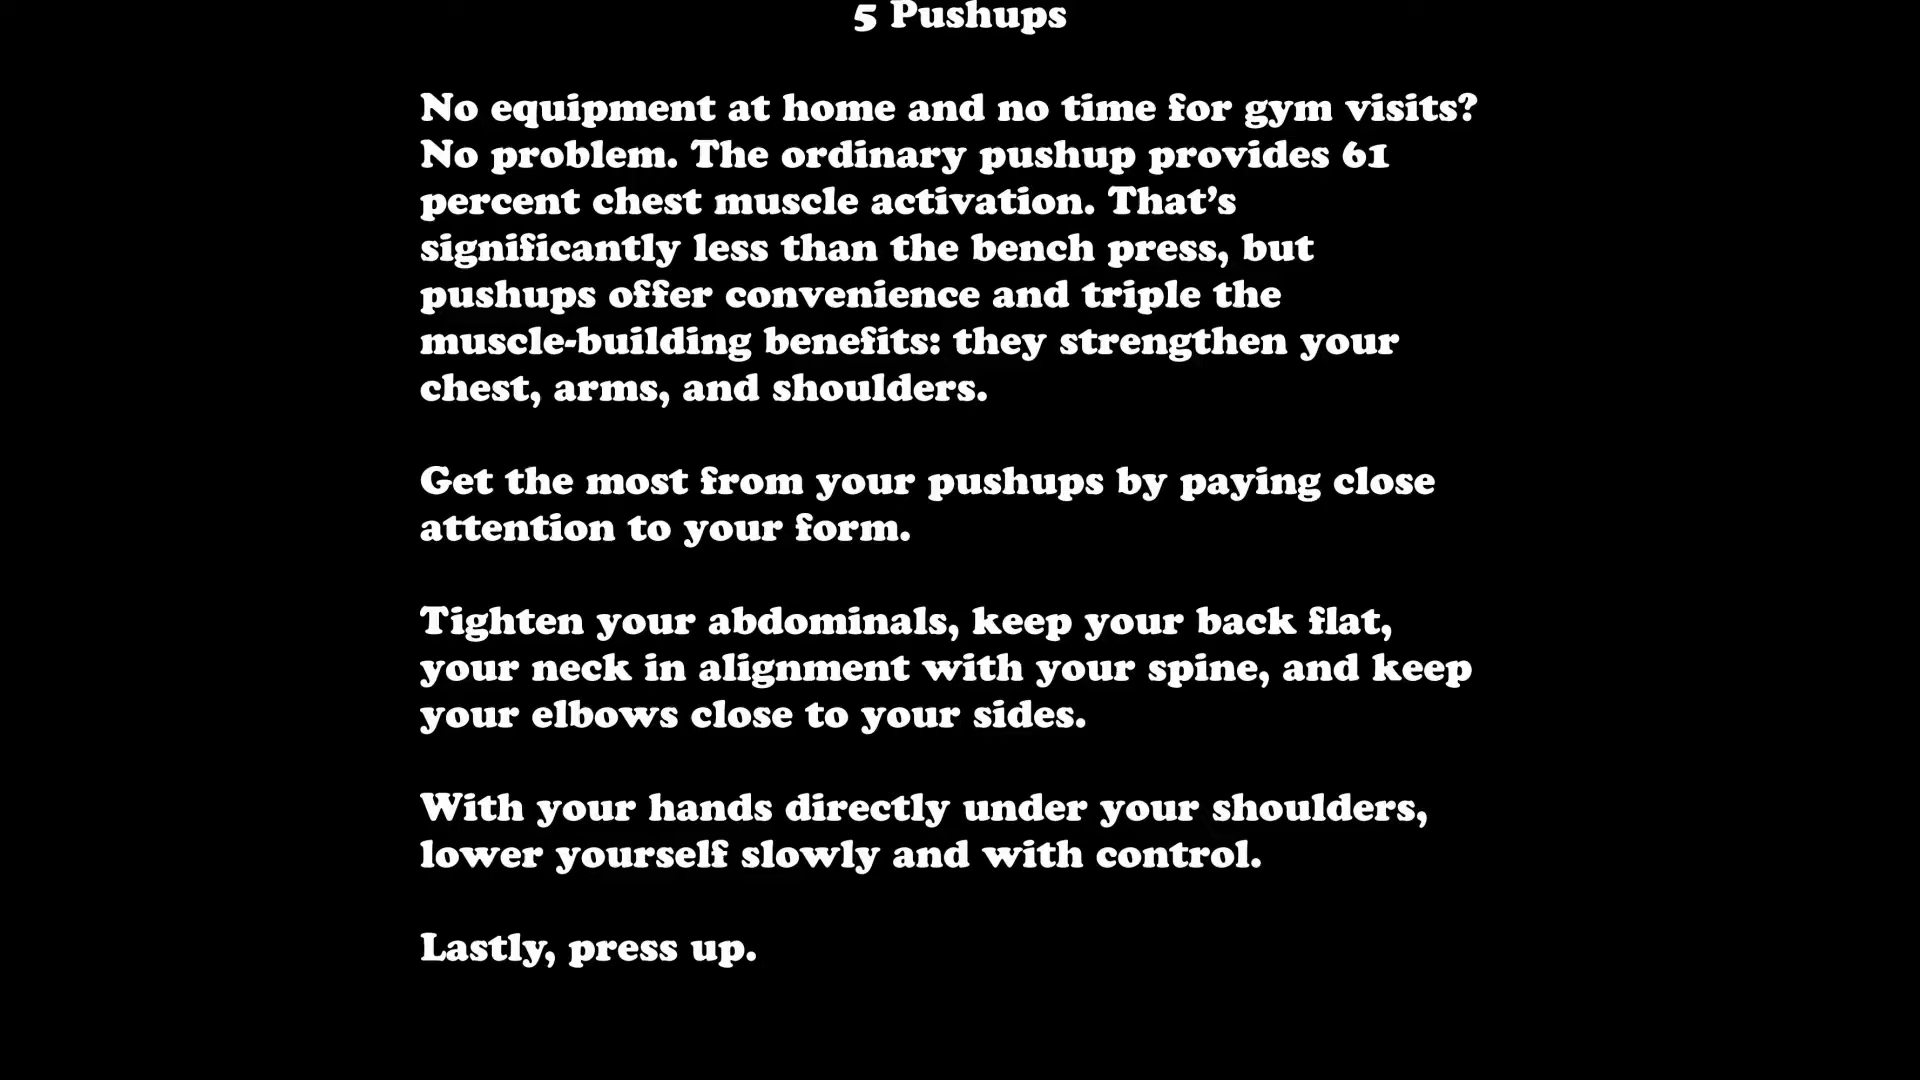 5 Pushups
No equipment at home and no time for gym visits?
No problem. The ordinary pushup provides 61
percent chest muscle activation. That’s
significantly less than the bench press, but
pushups offer convenience and triple the
muscle-building benefits: they strengthen your
chest, arms, and shoulders.
Get the most from your pushups by paying close
attention to your form.
Tighten your abdominals, keep your back flat,
your neck in alignment with your spine, and keep
your elbows close to your sides.
With your hands directly under your shoulders,
lower yourself slowly and with control.
Lastly, press up.